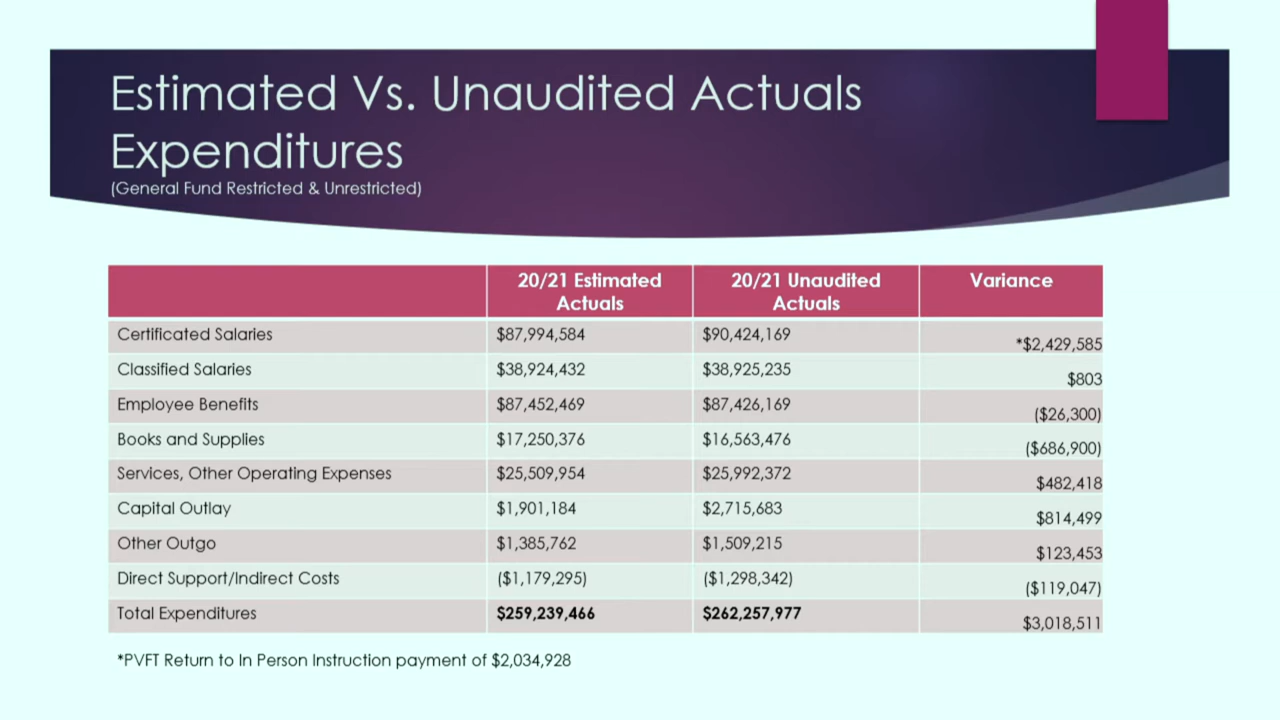 Estimated Vs. Unaudited Actuals
Expenditures
(General Fund Restricted & Unrestricted)
20/21 Estimated Actuals 20/21 Unaudited Actuals Variance
Certificated Salaries $87,994,584 $90,424,169 *$2,429,585
Classified Salaries $38,924,432 $38,925,235 $803
Employee Benefits $87,452,469 $87,426,169 ($26,300)
Books and Supplies $17,250,376 $16,563,476 ($686,900)
Services, Other Operating Expenses $25,509,954 $25,992,372 $482,418
Capital Outlay $1,901,184 $2,715,683 $814,499
Other Outgo $1,385,762 $1,509,215 $123,453
Direct Support/Indirect Costs ($1,179,295) ($1,298,342) ($119,047)
Total Expenditures $259,239,466 $262,257,977 $3,018,511
*PVFT Return to In Person Instruction payment of $2,034,928